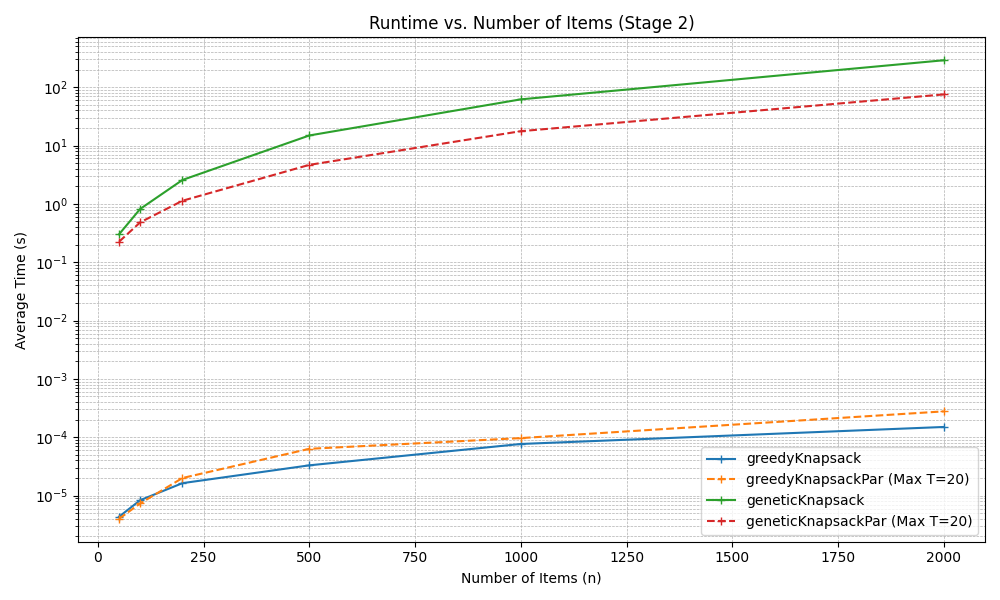 Runtime vs. Number of Items (Stage 2)
Average Time (s)
10²
10¹
10⁰
10⁻¹
10⁻²
10⁻³
10⁻⁴
10⁻⁵
greedyKnapsack
greedyKnapsackPar (Max T=20)
geneticKnapsack
geneticKnapsackPar (Max T=20)
0 250 500 750 1000 1250 1500 1750 2000
Number of Items (n)